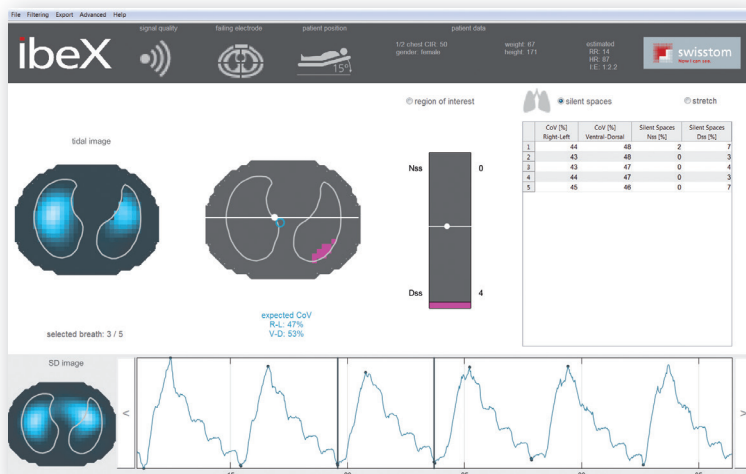 File Filtering Export Advanced Help
ibeX
signal quality
failing electrode
patient position
15°
patient data
1/2 chest CIR: 50
gender: female
weight: 67
height: 171
estimated
RR: 14
HR: 67
I:E: 1:2.2
swisstom
Now I can see
region of interest
silent spaces
stretch
tidal image
selected breath: 3 / 5
expected CoV
R-L: 47%
V-D: 53%
Nss 0
Dss 4
CoV [%] CoV [%] Silent Spaces Silent Spaces
Right-Left Ventral-Dorsal Nss [%] Dss [%]
1 44 48 2 7
2 43 48 0 3
3 43 47 0 4
4 44 47 0 3
5 45 46 0 7
SD image
< >